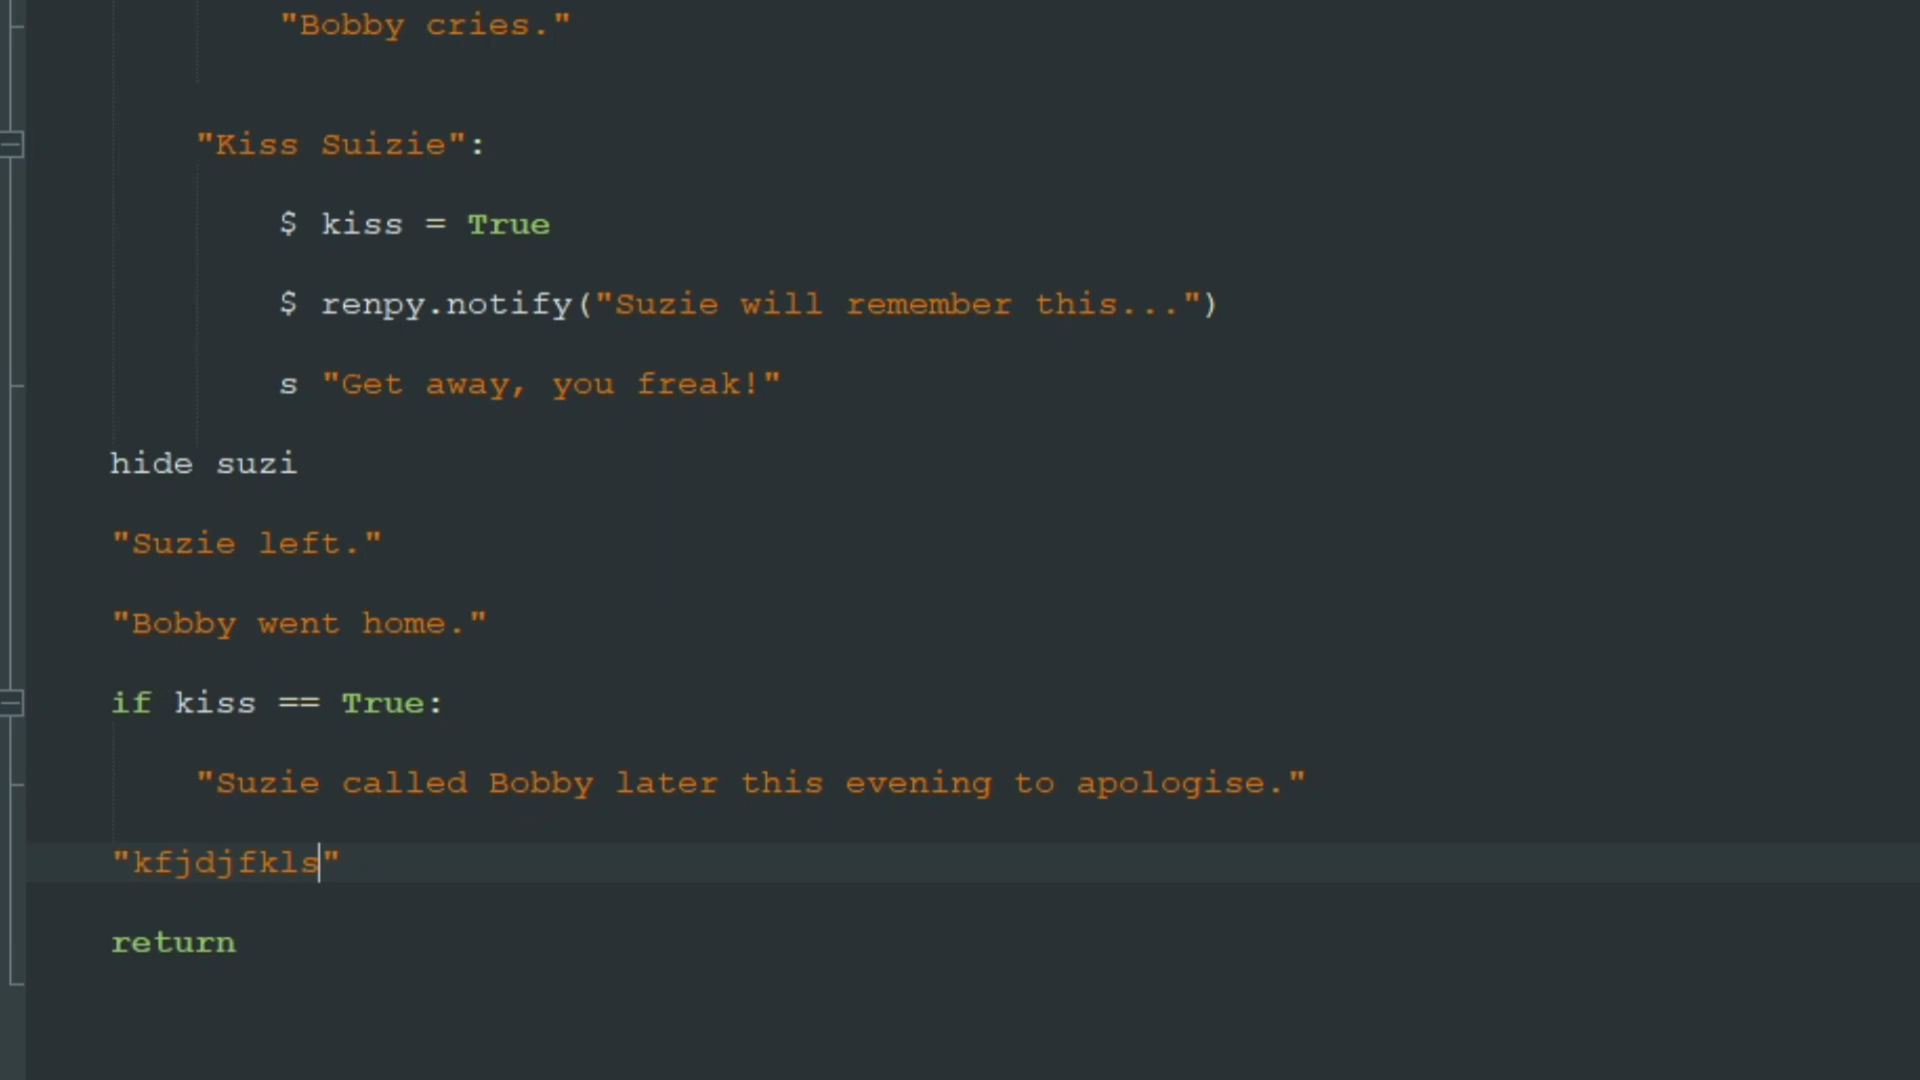 "Bobby cries."
"Kiss Suizie":
$ kiss = True
$ renpy.notify("Suzie will remember this...")
s "Get away, you freak!"
hide suzi
"Suzie left."
"Bobby went home."
if kiss == True:
"Suzie called Bobby later this evening to apologise."
"kfjdjfkls"
return